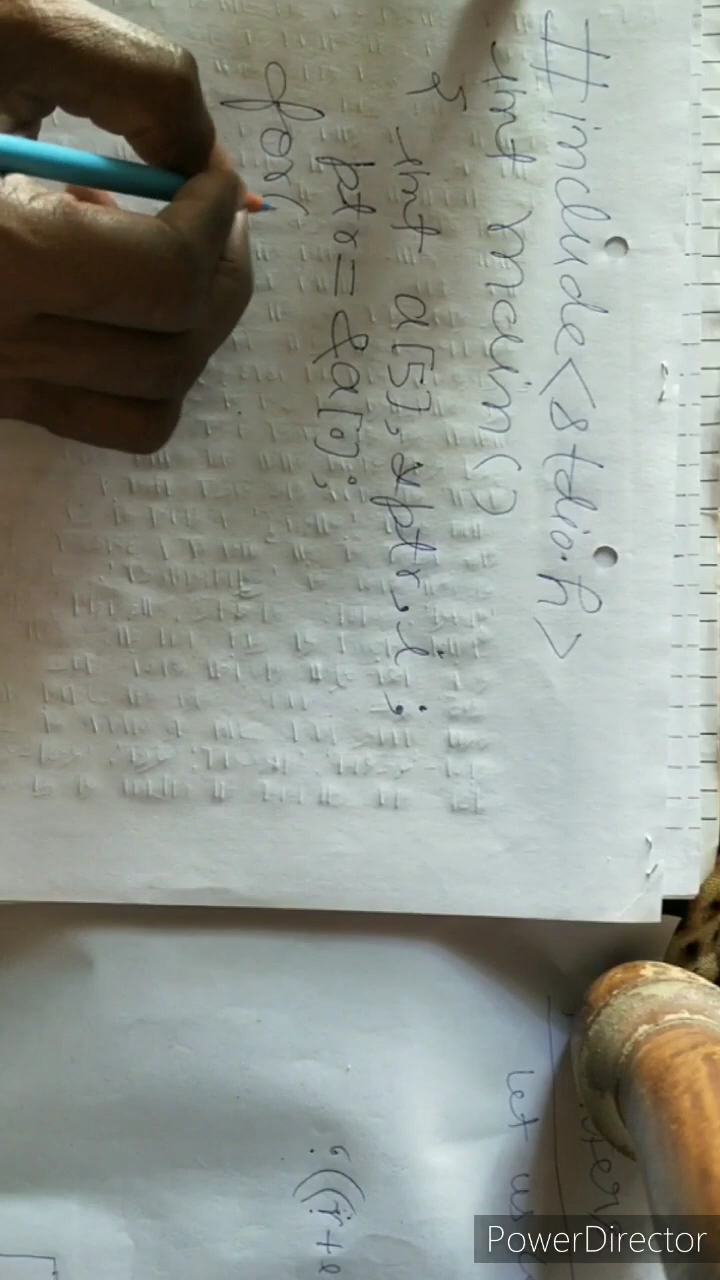 #include<stdio.h>
int main()
{
int a[5],*ptr,i;
ptr=&a[0];
for(
let us
PowerDirector